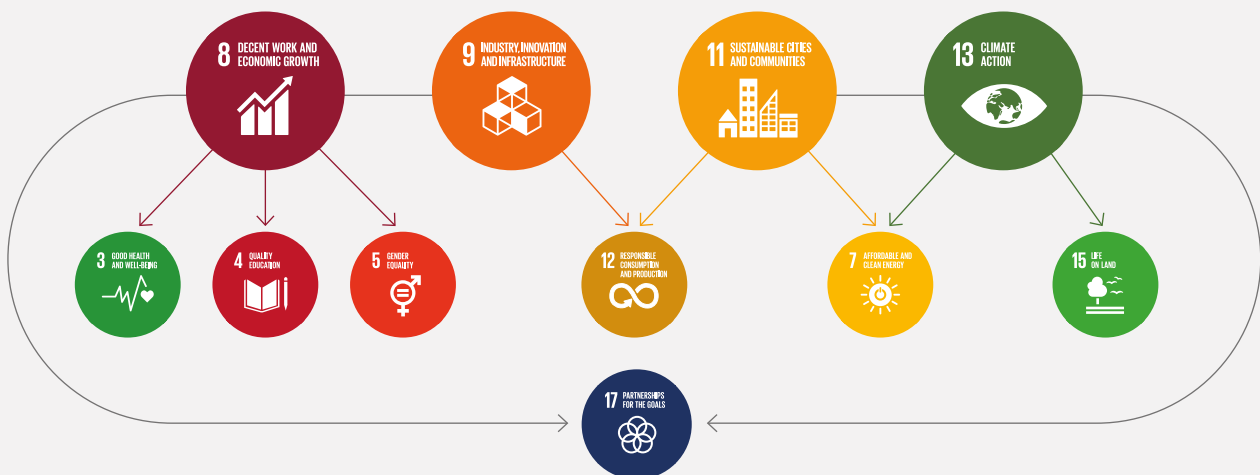 8 DECENT WORK AND
ECONOMIC GROWTH
9 INDUSTRY, INNOVATION
AND INFRASTRUCTURE
11 SUSTAINABLE CITIES
AND COMMUNITIES
13 CLIMATE
ACTION
3 GOOD HEALTH
AND WELL-BEING
4 QUALITY
EDUCATION
5 GENDER
EQUALITY
12 RESPONSIBLE
CONSUMPTION
AND PRODUCTION
7 AFFORDABLE AND
CLEAN ENERGY
15 LIFE
ON LAND
17 PARTNERSHIPS
FOR THE GOALS